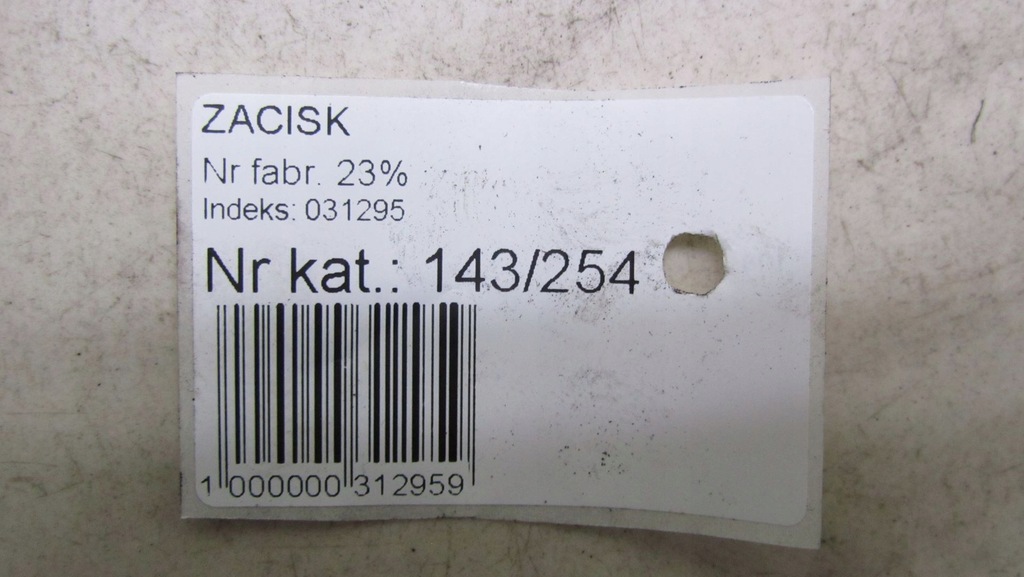 ZACISK
Nr fabr. 23%
Indeks: 031295
Nr kat.: 143/254
1 000000 312959